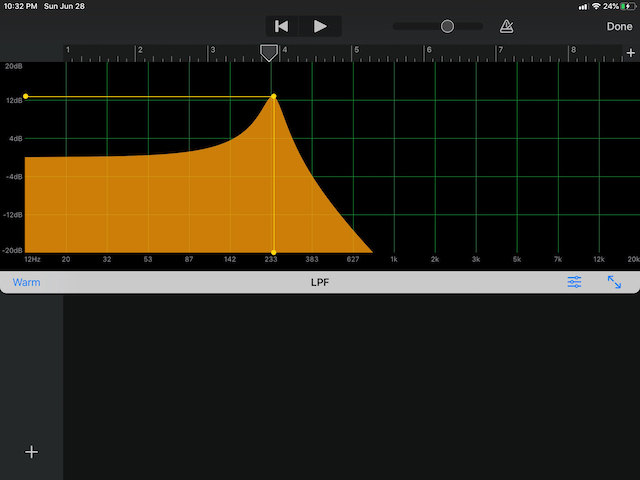 10:32 PM Sun Jun 28 24%
Done
1 2 3 4 5 6 7 8 +
20dB
12dB
4dB
-4dB
-12dB
-20dB
12Hz 20 32 53 87 142 233 383 627 1k 2k 3k 5k 7k 12k 20k
Warm LPF